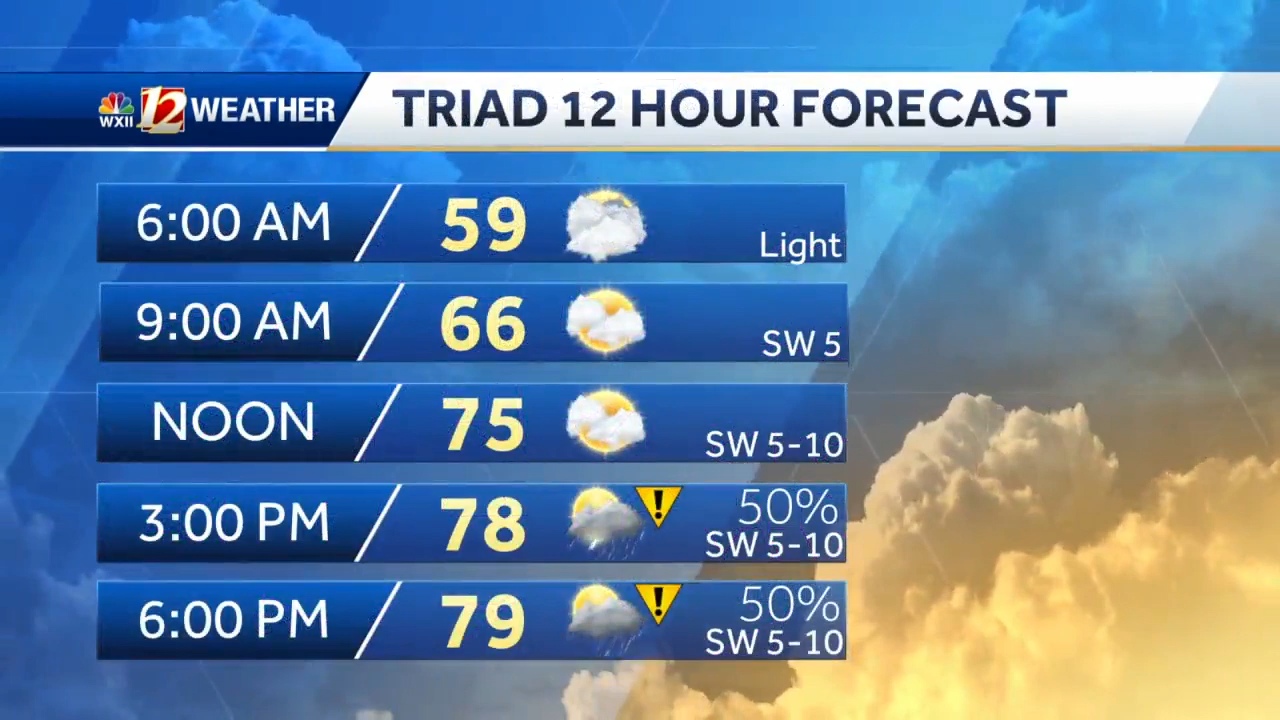 WXII 12 WEATHER
TRIAD 12 HOUR FORECAST
6:00 AM 59 Light
9:00 AM 66 SW 5
NOON 75 SW 5-10
3:00 PM 78 ! 50%
SW 5-10
6:00 PM 79 ! 50%
SW 5-10